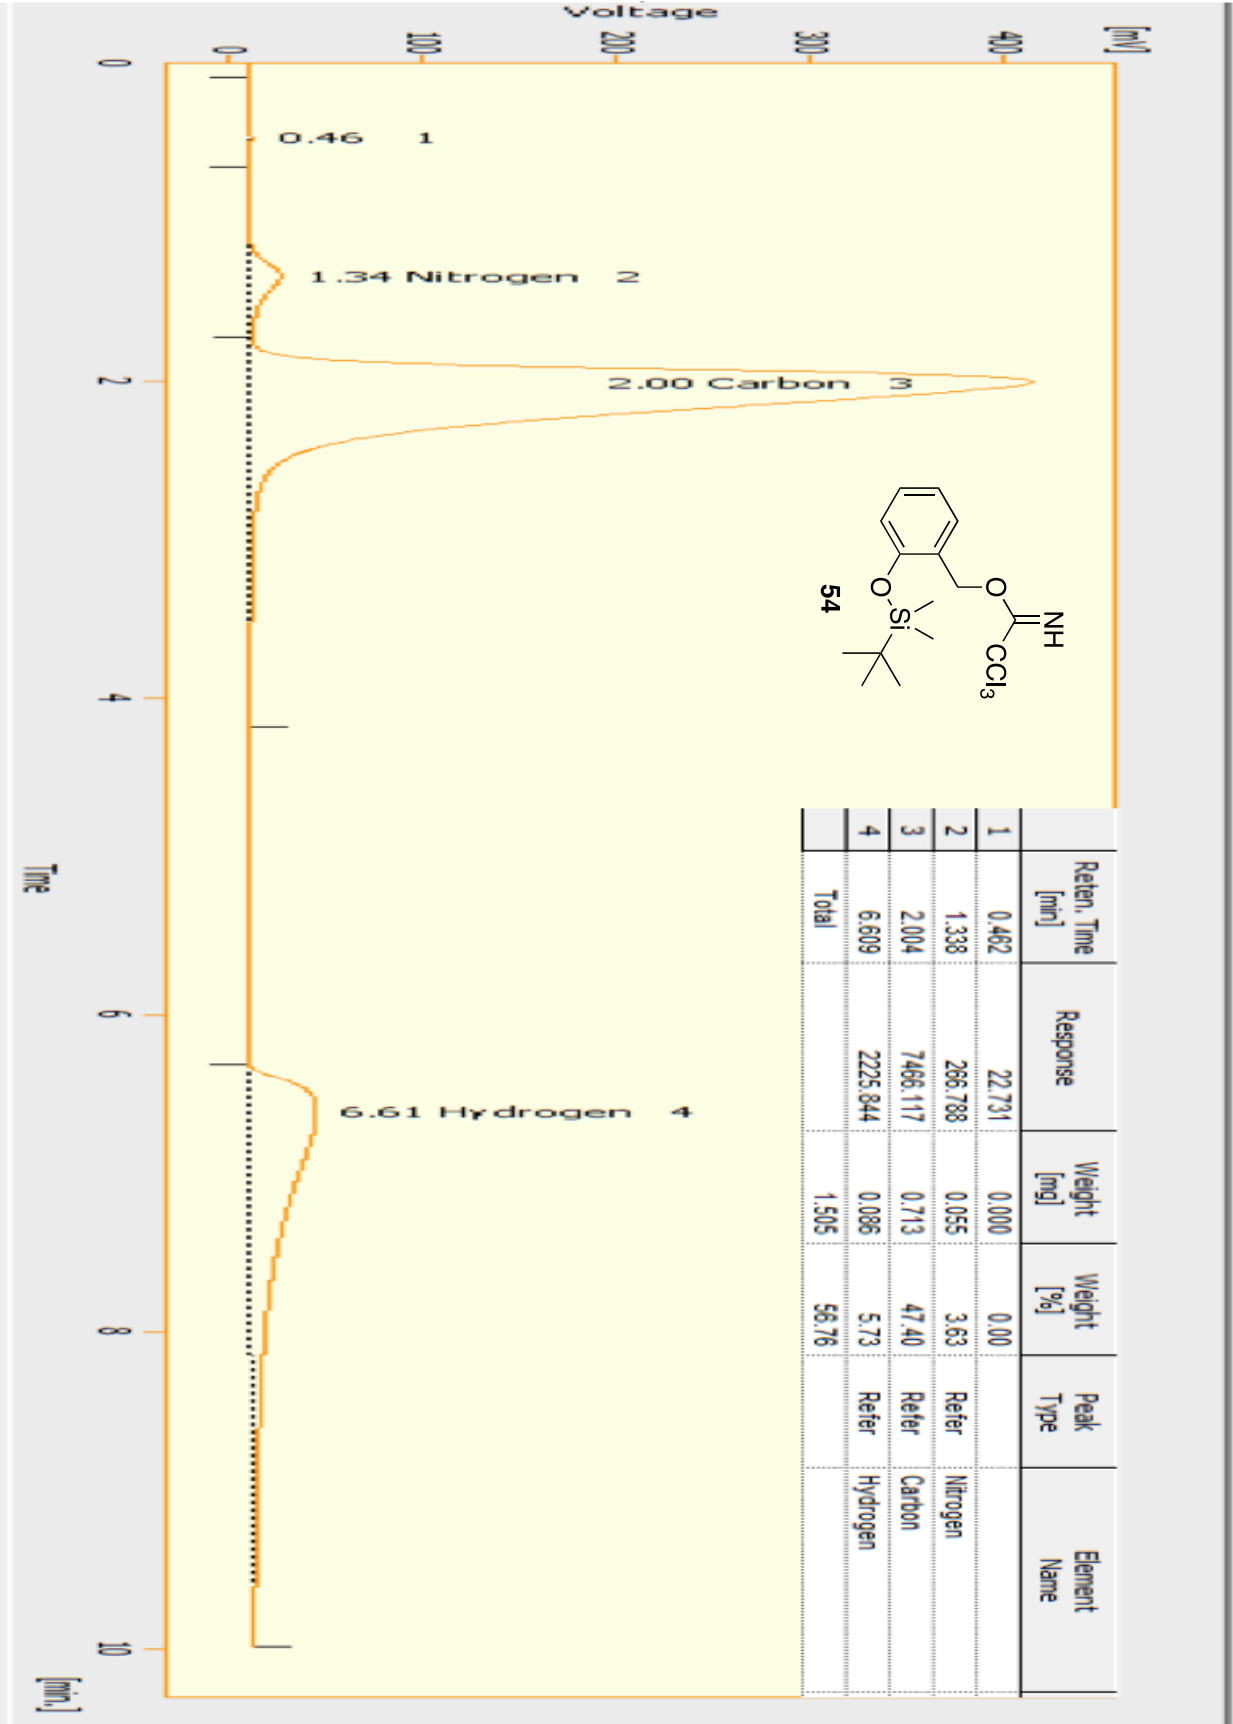 [mV]
Voltage
400
300
200
100
0
0
2
4
6
8
10
Time
[min.]
0.46 1
1.34 Nitrogen 2
2.00 Carbon 3
6.61 Hydrogen 4
NH
O
CCl3
O
Si
54
Reten. Time
[min]
Response
Weight
[mg]
Weight
[%]
Peak
Type
Element
Name
1 0.462 22.731 0.000 0.00
2 1.338 266.788 0.055 3.63 Refer Nitrogen
3 2.004 7466.117 0.713 47.40 Refer Carbon
4 6.609 2225.844 0.086 5.73 Refer Hydrogen
Total 1.505 56.76